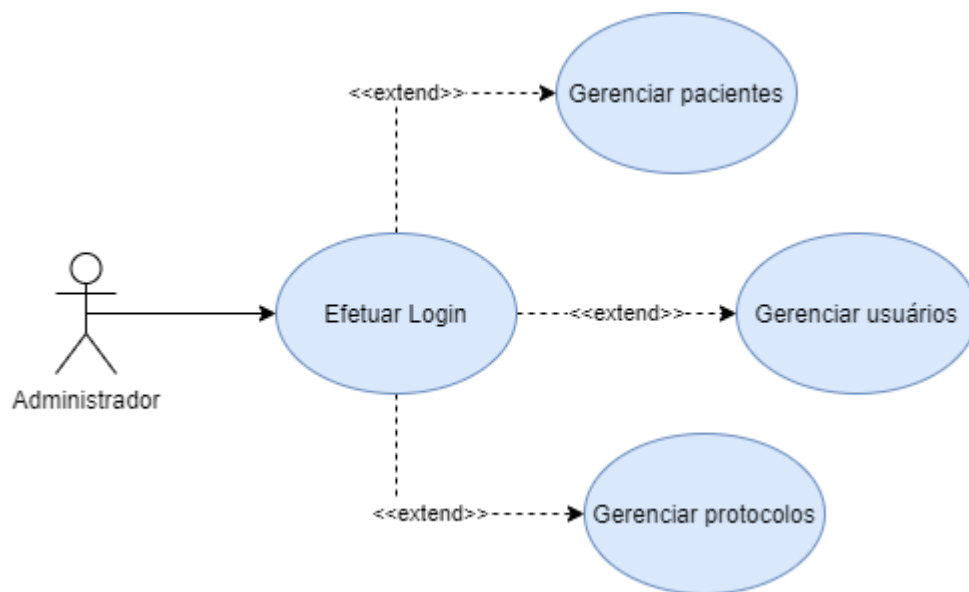 <<extend>>
Gerenciar pacientes
Efetuar Login
<<extend>>
Gerenciar usuários
Administrador
<<extend>>
Gerenciar protocolos